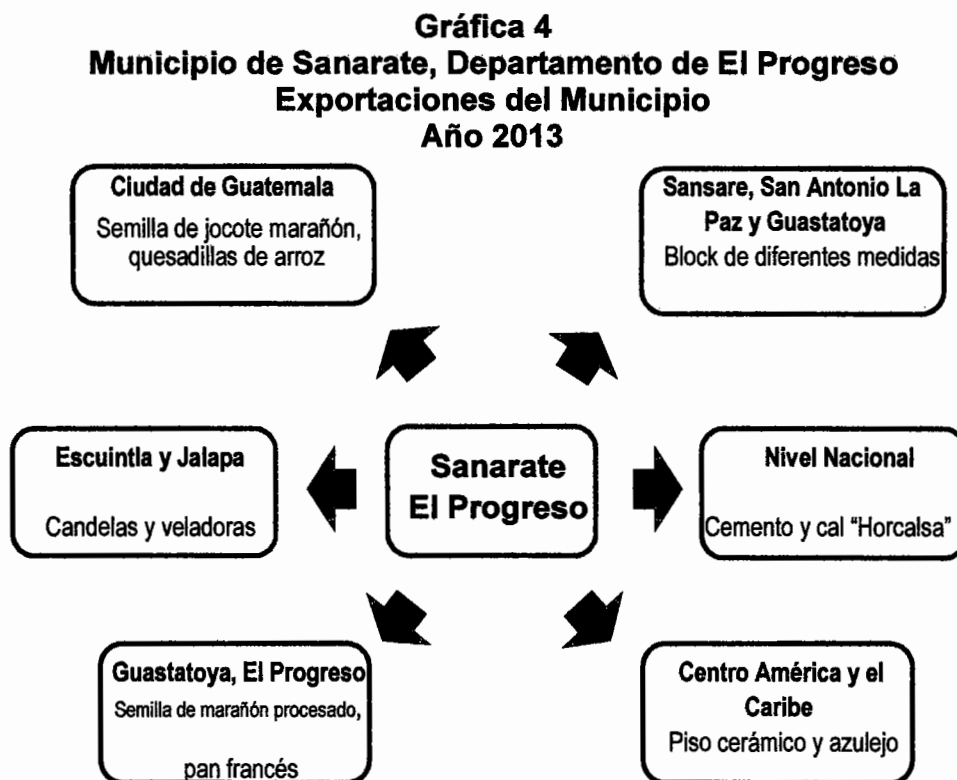 Gráfica 4
Municipio de Sanarate, Departamento de El Progreso
Exportaciones del Municipio
Año 2013
Ciudad de Guatemala
Semilla de jocote marañón,
quesadillas de arroz
Sansare, San Antonio La
Paz y Guastatoya
Block de diferentes medidas
Escuintla y Jalapa
Candelas y veladoras
Sanarate
El Progreso
Nivel Nacional
Cemento y cal “Horcalsa”
Guastatoya, El Progreso
Semilla de marañón procesado,
pan francés
Centro América y el
Caribe
Piso cerámico y azulejo